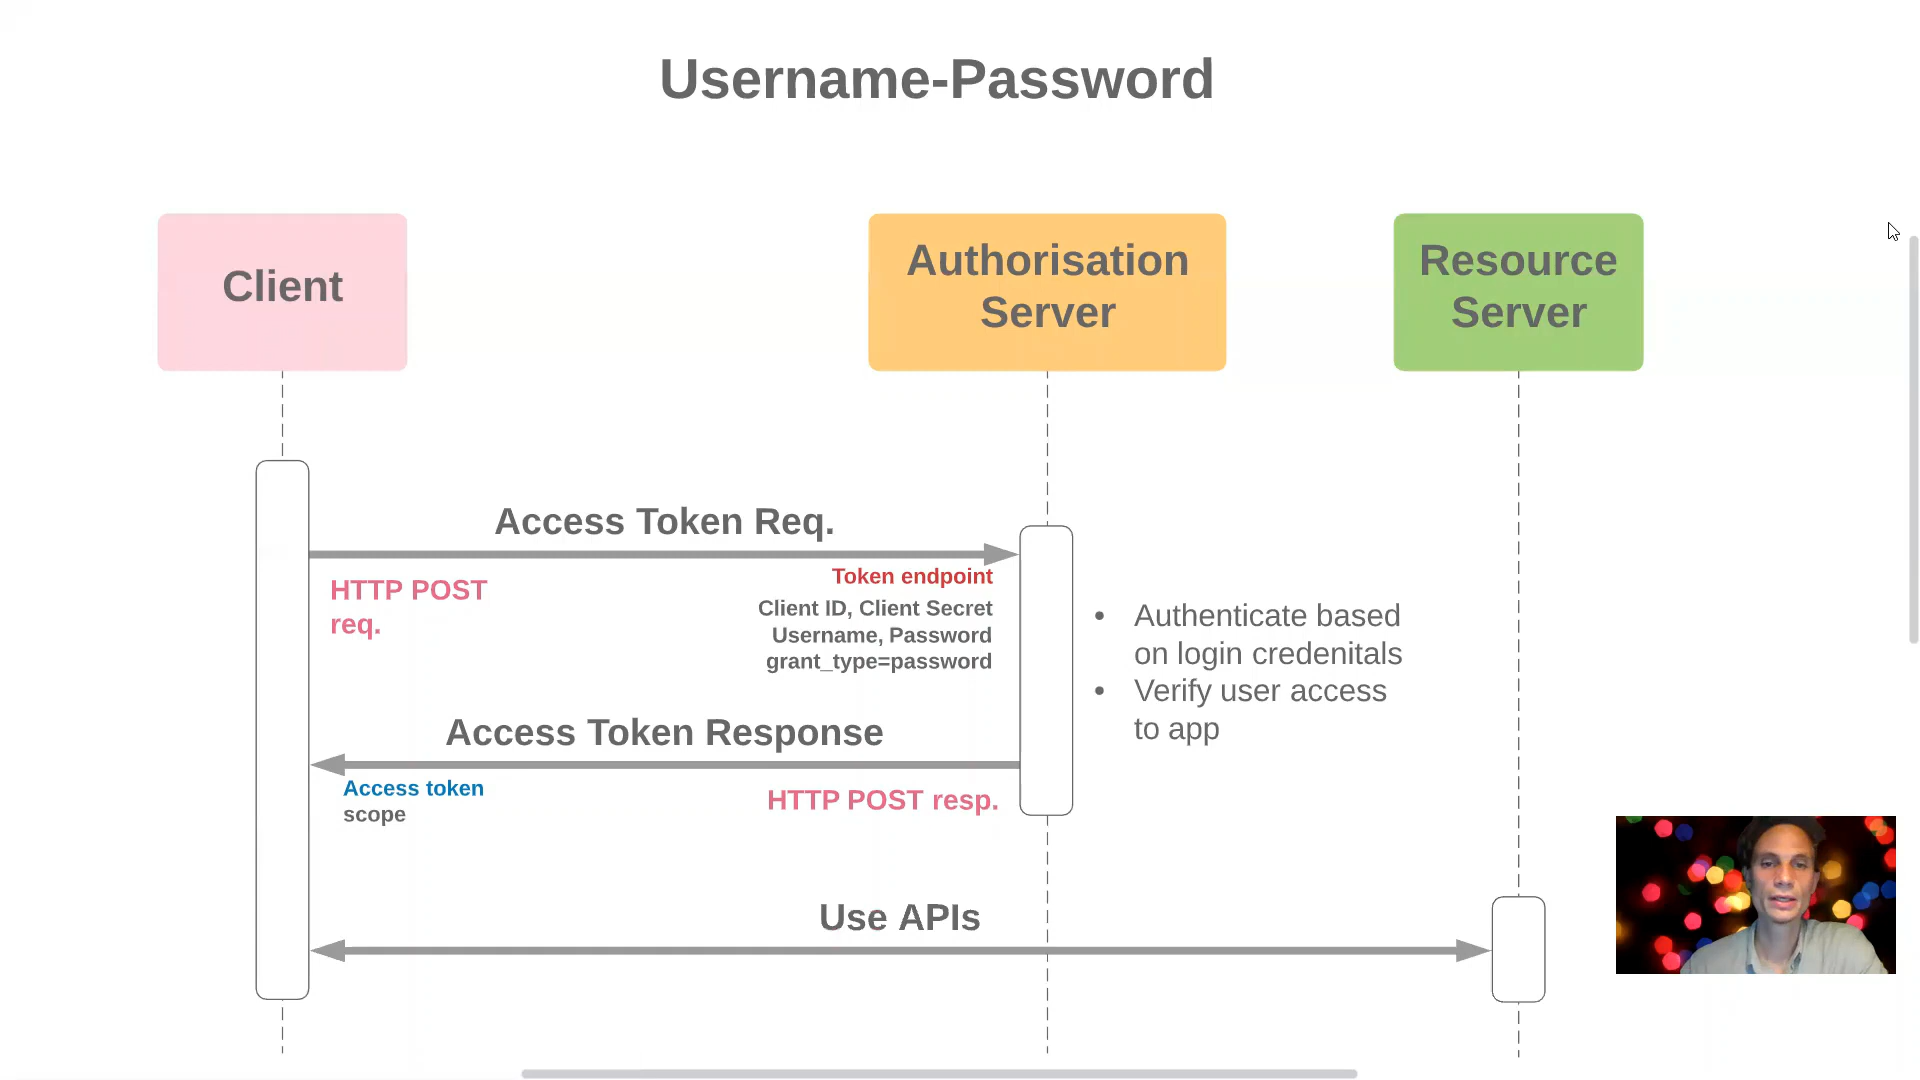 Username-Password
Client
Authorisation
Server
Resource
Server
Access Token Req.
HTTP POST
req.
Token endpoint
Client ID, Client Secret
Username, Password
grant_type=password
• Authenticate based
on login credenitals
• Verify user access
to app
Access Token Response
Access token
scope
HTTP POST resp.
Use APIs